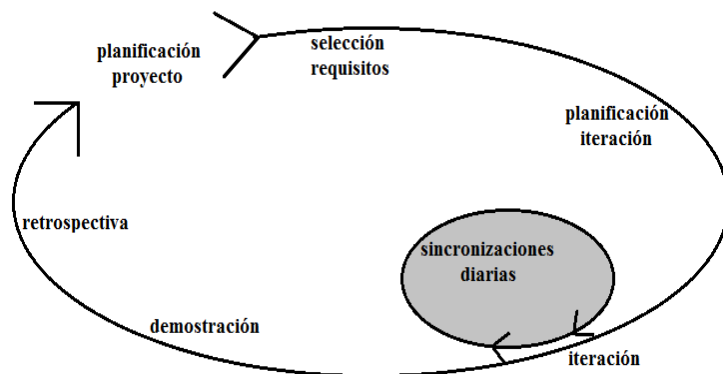 planificación
proyecto
selección
requisitos
planificación
iteración
sincronizaciones
diarias
iteración
demostración
retrospectiva